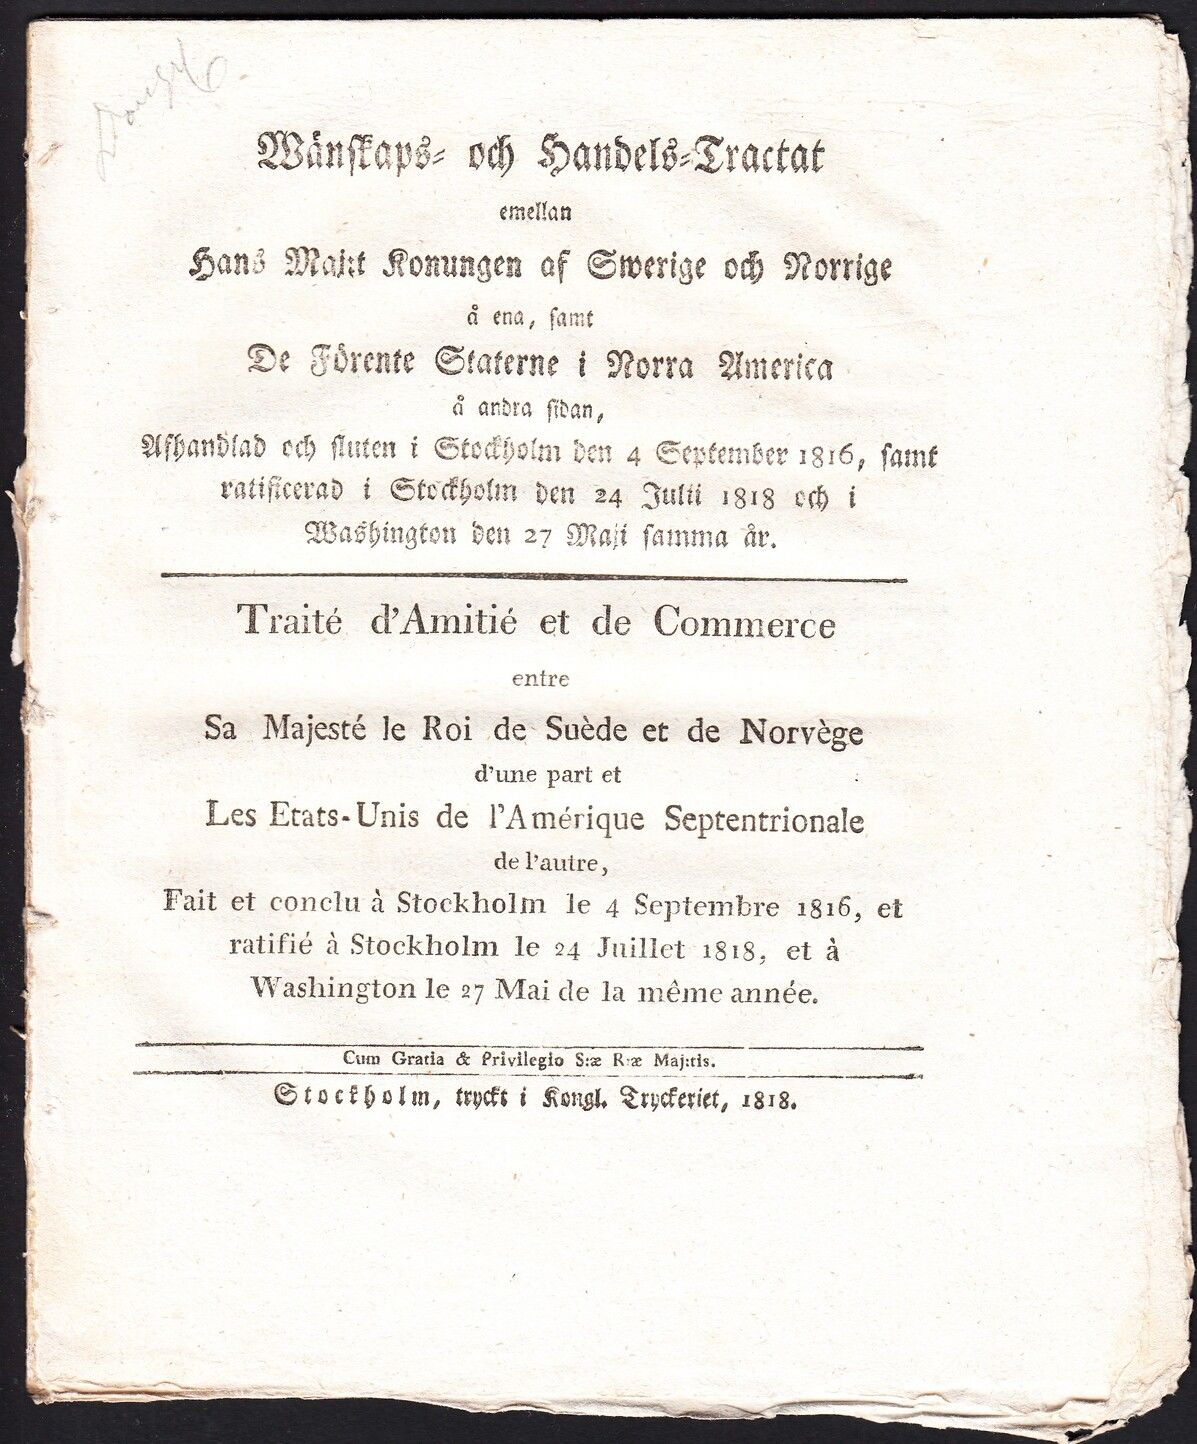 Wänskaps- och Handels-Tractat
emellan
Hans Maj:t Konungen af Swerige och Norrige
å ena, samt
De Förente Staterne i Norra America
å andra sidan,
Afhandlad och sluten i Stockholm den 4 September 1816, samt
ratificerad i Stockholm den 24 Julii 1818 och i
Washington den 27 Maji samma år.
Traité d'Amitié et de Commerce
entre
Sa Majesté le Roi de Suède et de Norvège
d'une part et
Les Etats-Unis de l'Amérique Septentrionale
de l'autre,
Fait et conclu à Stockholm le 4 Septembre 1816, et
ratifié à Stockholm le 24 Juillet 1818, et à
Washington le 27 Mai de la même année.
Cum Gratia & Privilegio S:æ R:æ Maj:tis.
Stockholm, tryckt i Kongl. Tryckeriet, 1818.